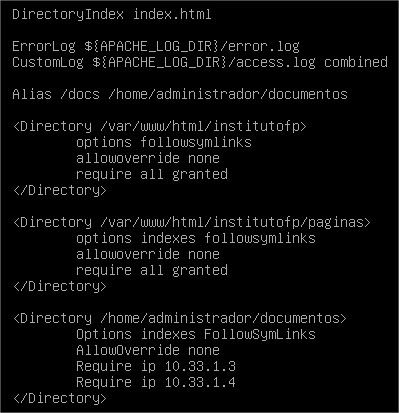 DirectoryIndex index.html
ErrorLog ${APACHE_LOG_DIR}/error.log
CustomLog ${APACHE_LOG_DIR}/access.log combined
Alias /docs /home/administrador/documentos
<Directory /var/www/html/institutofp>
options followsymlinks
allowoverride none
require all granted
</Directory>
<Directory /var/www/html/institutofp/paginas>
options indexes followsymlinks
allowoverride none
require all granted
</Directory>
<Directory /home/administrador/documentos>
Options indexes FollowSymLinks
AllowOverride none
Require ip 10.33.1.3
Require ip 10.33.1.4
</Directory>